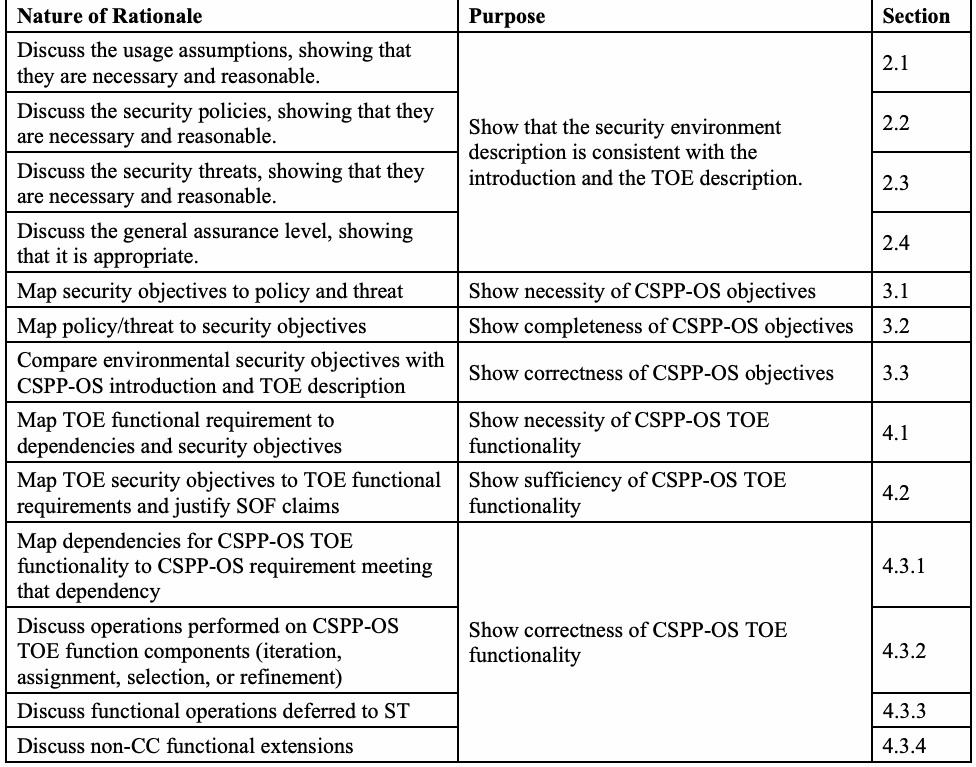 Nature of Rationale
Purpose
Section
Discuss the usage assumptions, showing that
they are necessary and reasonable.
Show that the security environment
description is consistent with the
introduction and the TOE description.
2.1
Discuss the security policies, showing that they
are necessary and reasonable.
2.2
Discuss the security threats, showing that they
are necessary and reasonable.
2.3
Discuss the general assurance level, showing
that it is appropriate.
2.4
Map security objectives to policy and threat
Show necessity of CSPP-OS objectives
3.1
Map policy/threat to security objectives
Show completeness of CSPP-OS objectives
3.2
Compare environmental security objectives with
CSPP-OS introduction and TOE description
Show correctness of CSPP-OS objectives
3.3
Map TOE functional requirement to
dependencies and security objectives
Show necessity of CSPP-OS TOE
functionality
4.1
Map TOE security objectives to TOE functional
requirements and justify SOF claims
Show sufficiency of CSPP-OS TOE
functionality
4.2
Map dependencies for CSPP-OS TOE
functionality to CSPP-OS requirement meeting
that dependency
Show correctness of CSPP-OS TOE
functionality
4.3.1
Discuss operations performed on CSPP-OS
TOE function components (iteration,
assignment, selection, or refinement)
4.3.2
Discuss functional operations deferred to ST
4.3.3
Discuss non-CC functional extensions
4.3.4